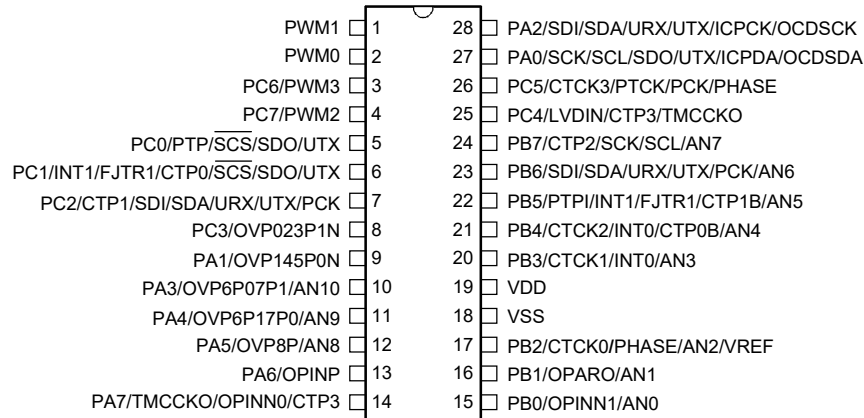 PWM1 1 28 PA2/SDI/SDA/URX/UTX/ICPCK/OCDSCK
PWM0 2 27 PA0/SCK/SCL/SDO/UTX/ICPDA/OCDSDA
PC6/PWM3 3 26 PC5/CTCK3/PTCK/PCK/PHASE
PC7/PWM2 4 25 PC4/LVDIN/CTP3/TMCCKO
PC0/PTP/SCS/SDO/UTX 5 24 PB7/CTP2/SCK/SCL/AN7
PC1/INT1/FJTR1/CTP0/SCS/SDO/UTX 6 23 PB6/SDI/SDA/URX/UTX/PCK/AN6
PC2/CTP1/SDI/SDA/URX/UTX/PCK 7 22 PB5/PTPI/INT1/FJTR1/CTP1B/AN5
PC3/OVP023P1N 8 21 PB4/CTCK2/INT0/CTP0B/AN4
PA1/OVP145P0N 9 20 PB3/CTCK1/INT0/AN3
PA3/OVP6P07P1/AN10 10 19 VDD
PA4/OVP6P17P0/AN9 11 18 VSS
PA5/OVP8P/AN8 12 17 PB2/CTCK0/PHASE/AN2/VREF
PA6/OPINP 13 16 PB1/OPARO/AN1
PA7/TMCCKO/OPINN0/CTP3 14 15 PB0/OPINN1/AN0